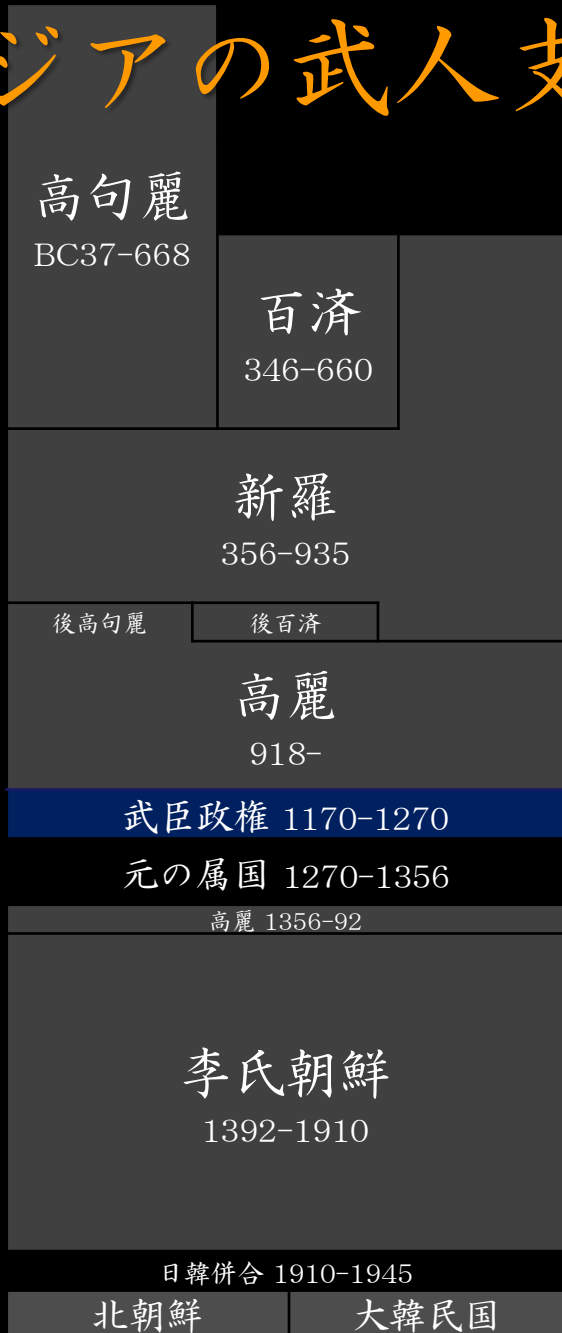 ジアの武人支
高句麗
BC37-668
百済
346-660
新羅
356-935
後高句麗
後百済
高麗
918-
武臣政権 1170-1270
元の属国 1270-1356
高麗 1356-92
李氏朝鮮
1392-1910
日韓併合 1910-1945
北朝鮮
大韓民国